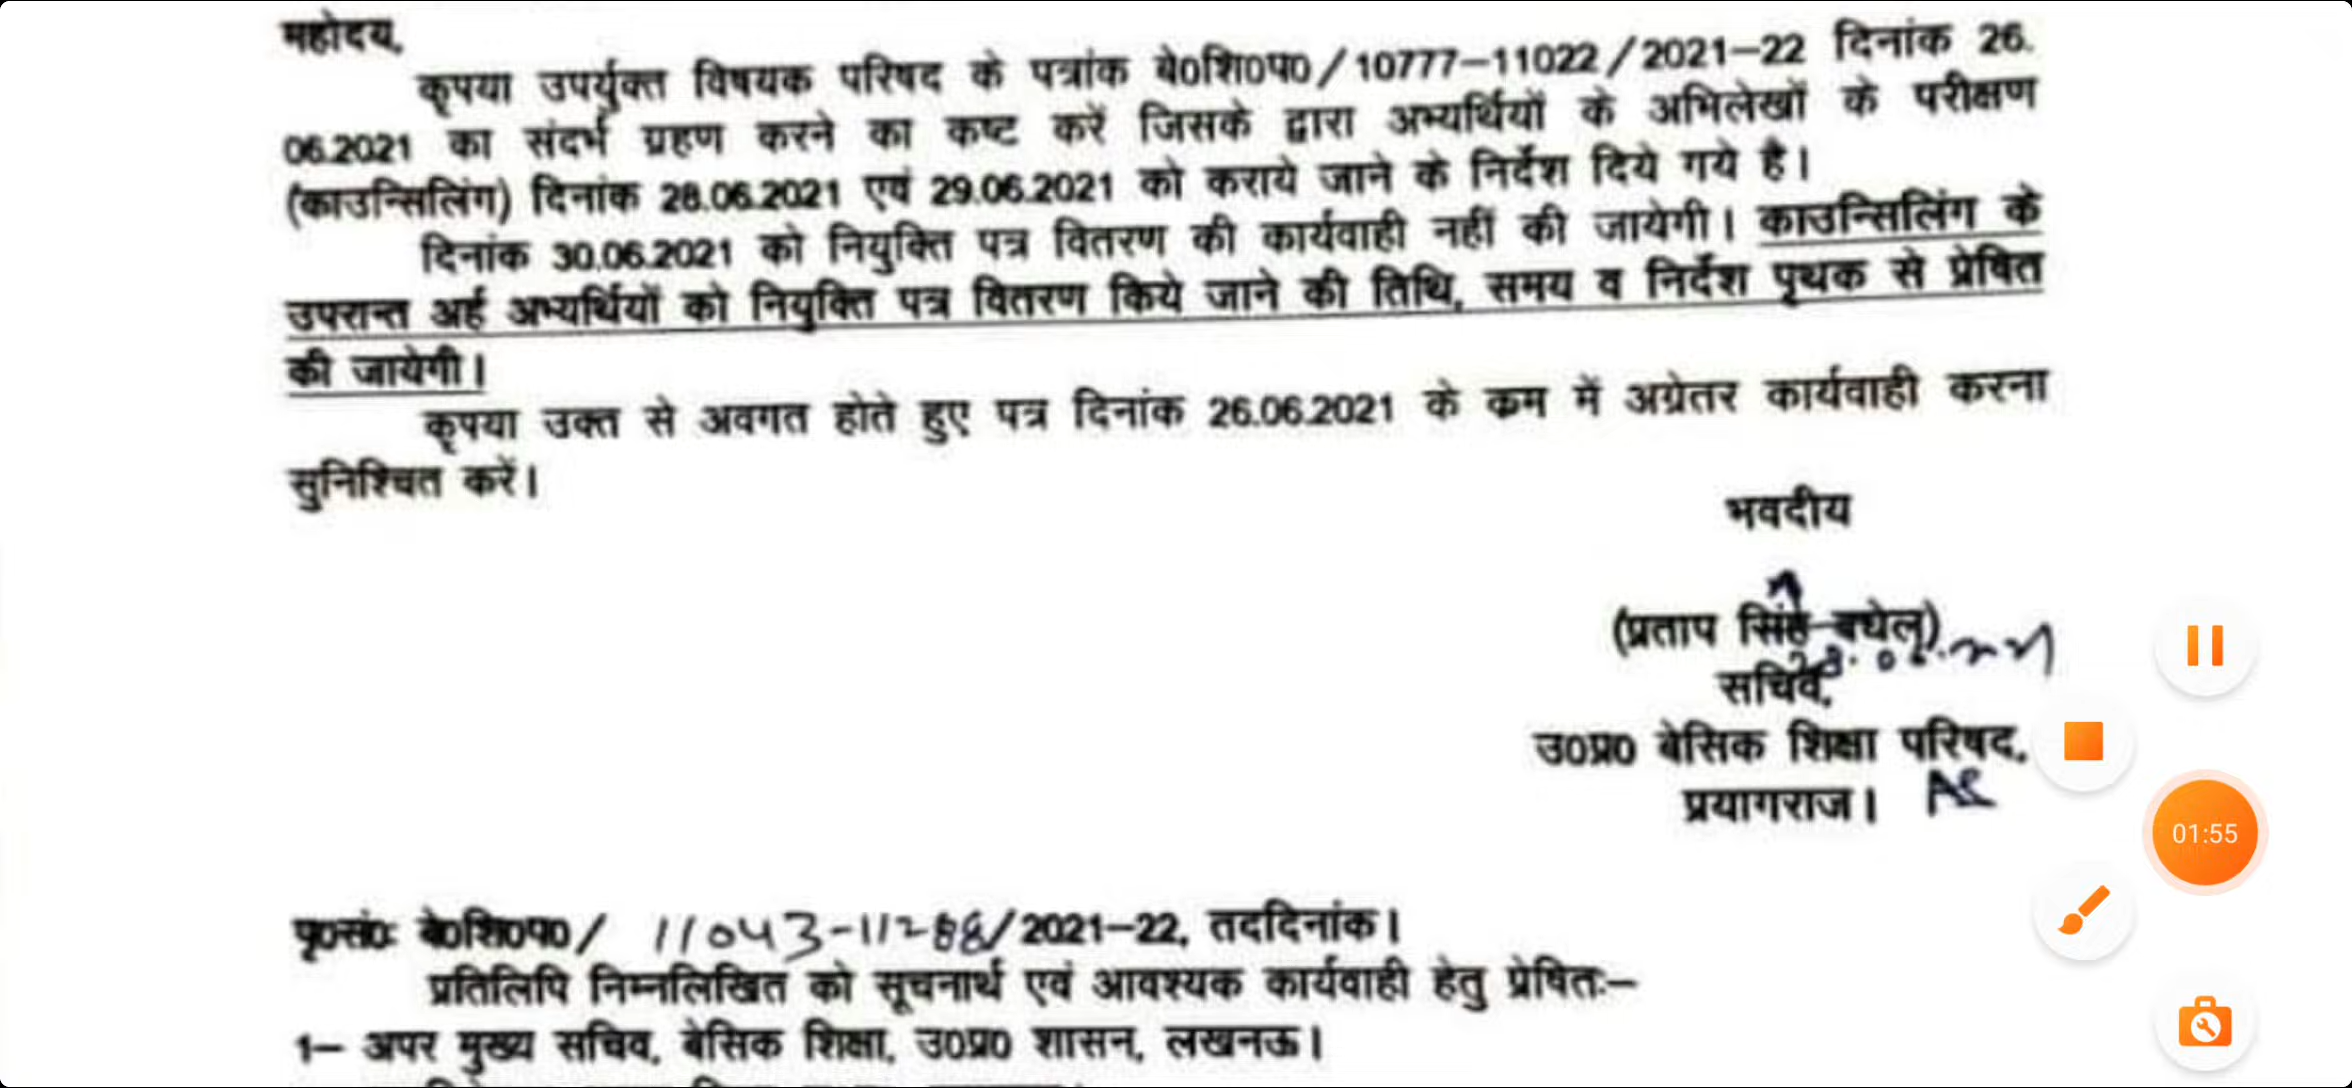 महोदय,
कृपया उपर्युक्त विषयक परिषद के पत्रांक बे0शि0प0/10777-11022/2021-22 दिनांक 26.
06.2021 का संदर्भ ग्रहण करने का कष्ट करें जिसके द्वारा अभ्यर्थियों के अभिलेखों के परीक्षण
(काउन्सिलिंग) दिनांक 28.06.2021 एवं 29.06.2021 को कराये जाने के निर्देश दिये गये है।
दिनांक 30.06.2021 को नियुक्ति पत्र वितरण की कार्यवाही नहीं की जायेगी। काउन्सिलिंग के
उपरान्त अर्ह अभ्यर्थियों को नियुक्ति पत्र वितरण किये जाने की तिथि, समय व निर्देश पृथक से प्रेषित
की जायेगी।
कृपया उक्त से अवगत होते हुए पत्र दिनांक 26.06.2021 के क्रम में अग्रेतर कार्यवाही करना
सुनिश्चित करें।
भवदीय
(प्रताप सिंह बघेल)
सचिव,
उ0प्र0 बेसिक शिक्षा परिषद,
प्रयागराज।
पृ0सं0: बे0शि0प0/ 11043-112/2021-22, तददिनांक।
प्रतिलिपि निम्नलिखित को सूचनार्थ एवं आवश्यक कार्यवाही हेतु प्रेषित:-
1- अपर मुख्य सचिव, बेसिक शिक्षा, उ0प्र0 शासन, लखनऊ।
01:55